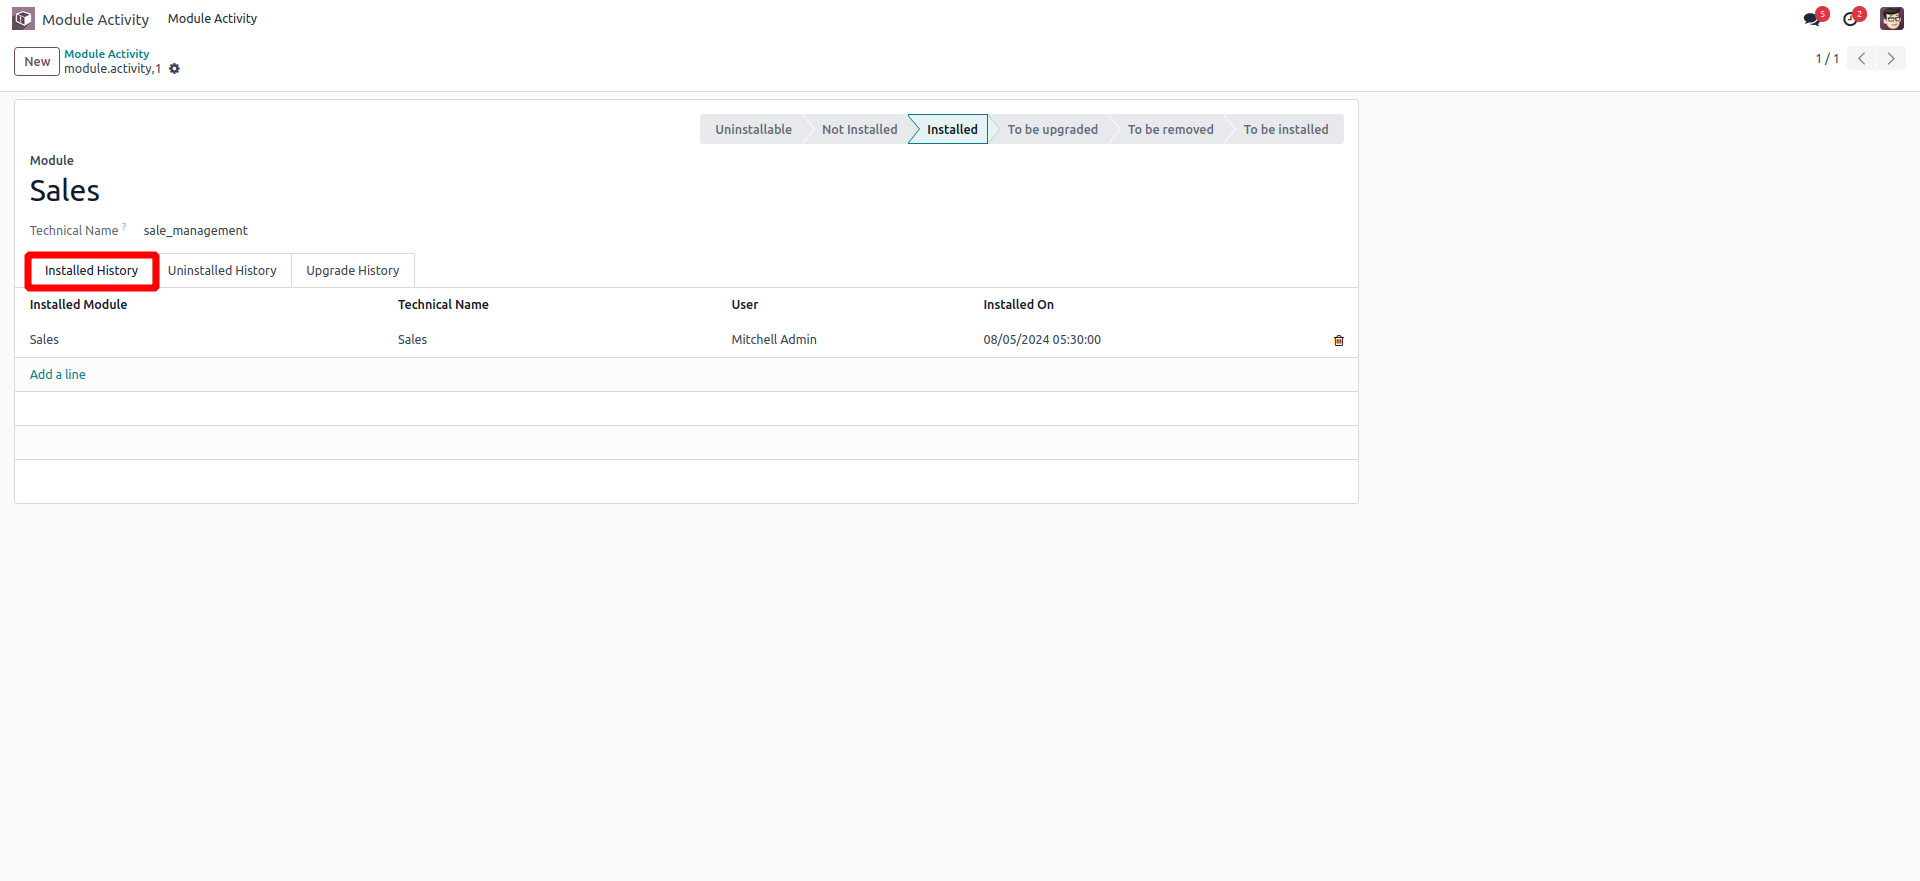 Module Activity Module Activity 5 2
New Module Activity
module.activity,1 1 / 1
Uninstallable Not Installed Installed To be upgraded To be removed To be installed
Module
Sales
Technical Name ? sale_management
Installed History Uninstalled History Upgrade History
Installed Module Technical Name User Installed On
Sales Sales Mitchell Admin 08/05/2024 05:30:00
Add a line